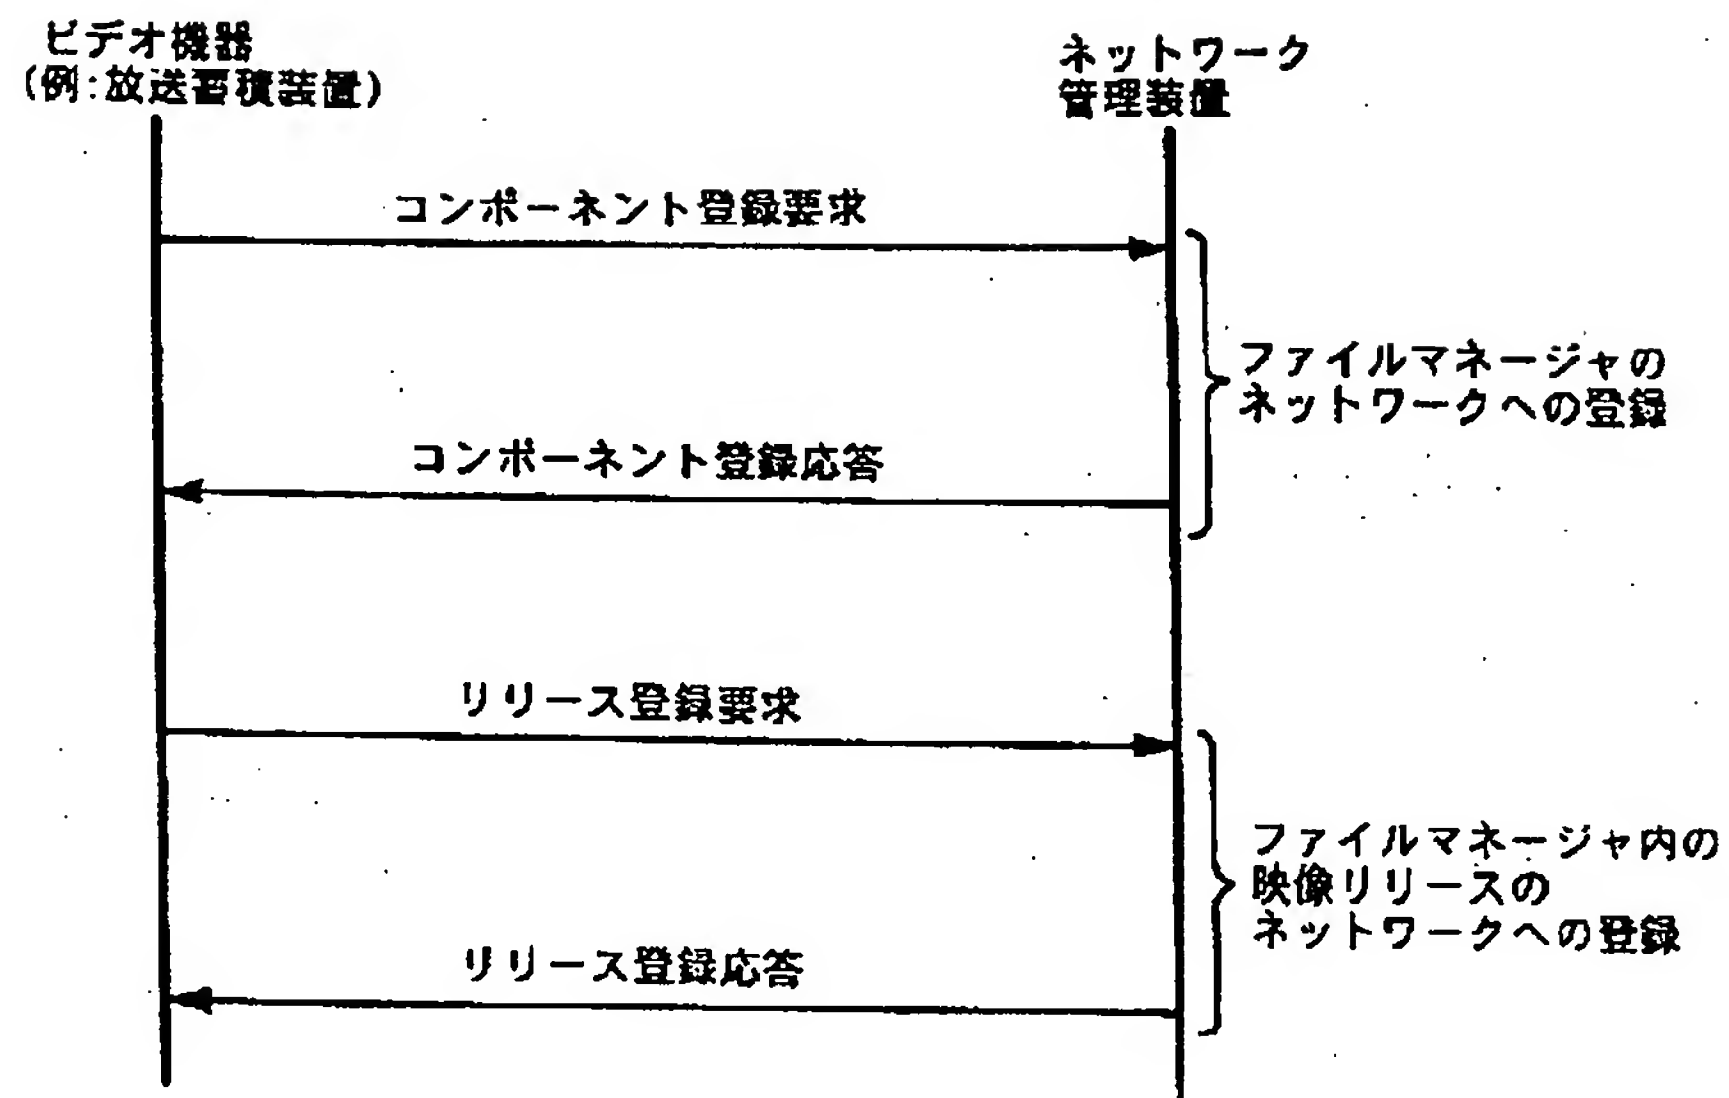 ビデオ機器
(例:放送蓄積装置)
ネットワーク
管理装置
コンポーネント登録要求
ファイルマネージャの
ネットワークへの登録
コンポーネント登録応答
リリース登録要求
ファイルマネージャ内の
映像リリースの
ネットワークへの登録
リリース登録応答